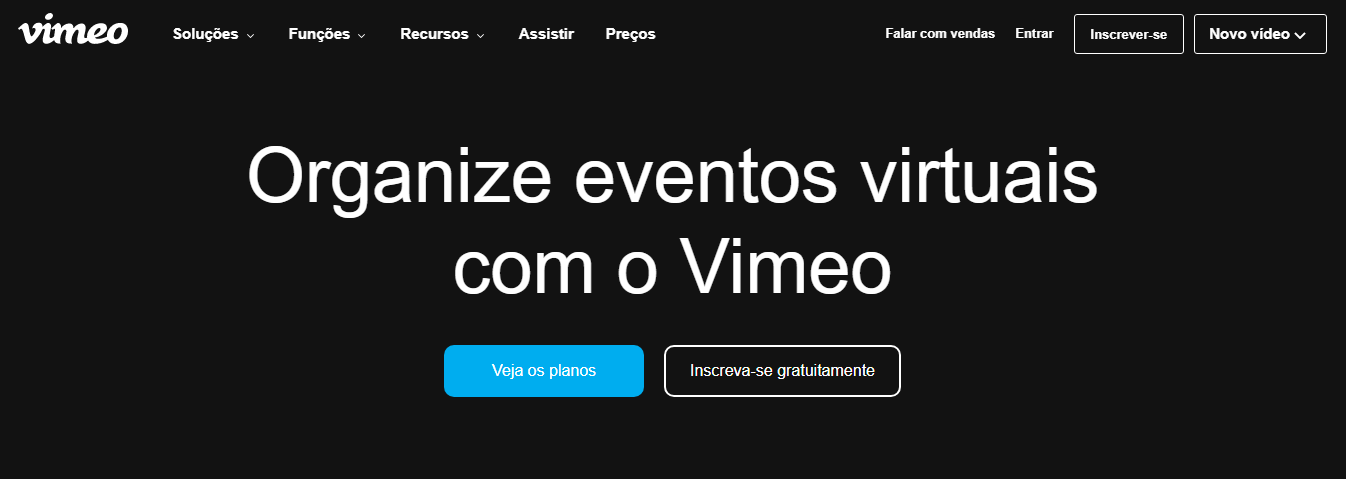 vimeo
Soluções Funções Recursos Assistir Preços Falar com vendas Entrar Inscrever-se Novo vídeo
Organize eventos virtuais
com o Vimeo
Veja os planos Inscreva-se gratuitamente